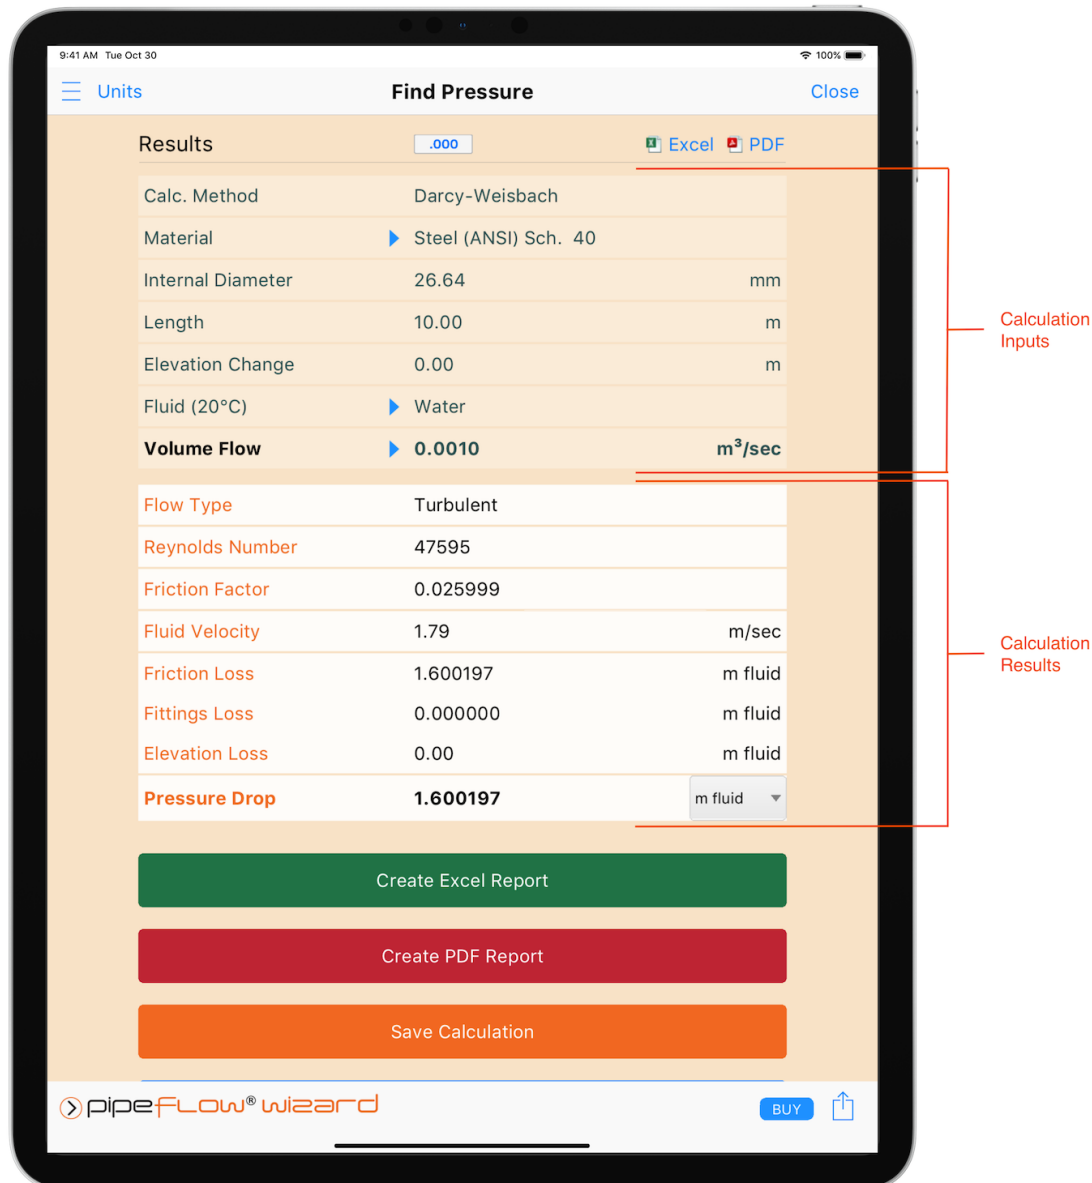 9:41 AM Tue Oct 30 100%
Units Find Pressure Close
Results .000 Excel PDF
Calc. Method Darcy-Weisbach
Material Steel (ANSI) Sch. 40
Internal Diameter 26.64 mm
Length 10.00 m
Elevation Change 0.00 m
Fluid (20°C) Water
Volume Flow 0.0010 m³/sec
Calculation
Inputs
Flow Type Turbulent
Reynolds Number 47595
Friction Factor 0.025999
Fluid Velocity 1.79 m/sec
Friction Loss 1.600197 m fluid
Fittings Loss 0.000000 m fluid
Elevation Loss 0.00 m fluid
Pressure Drop 1.600197 m fluid
Calculation
Results
Create Excel Report
Create PDF Report
Save Calculation
pipeFLOW® wizard BUY